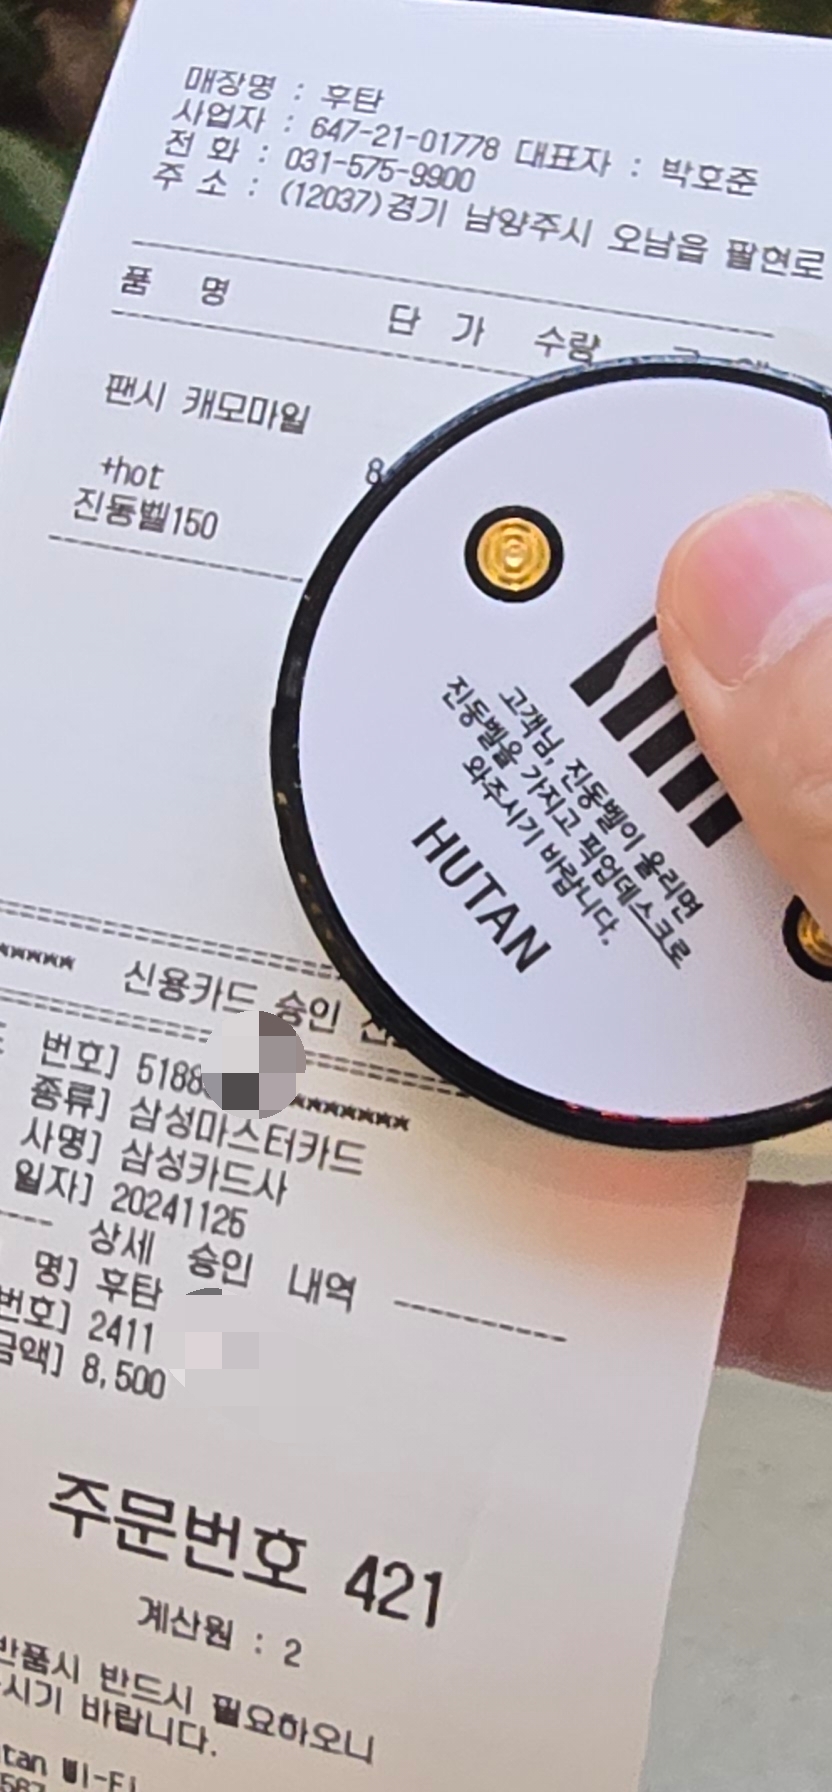 매장명 : 후탄
사업자 : 647-21-01778 대표자 : 박호준
전 화 : 031-575-9900
주 소 : (12037)경기 남양주시 오남읍 팔현로
품 명 단 가 수량
팬시 캐모마일
+hot 8
진동벨150
고객님, 진동벨이 울리면
진동벨을 가지고 픽업데스크로
와주시기 바랍니다.
HUTAN
***** 신용카드 승인
번호] 5188 ********
종류] 삼성마스터카드
사명] 삼성카드사
일자] 20241126
상세 승인 내역
명] 후탄
번호] 2411
금액] 8,500
주문번호 421
계산원 : 2
반품시 반드시 필요하오니
시기 바랍니다.
tan Wi-Fi
567